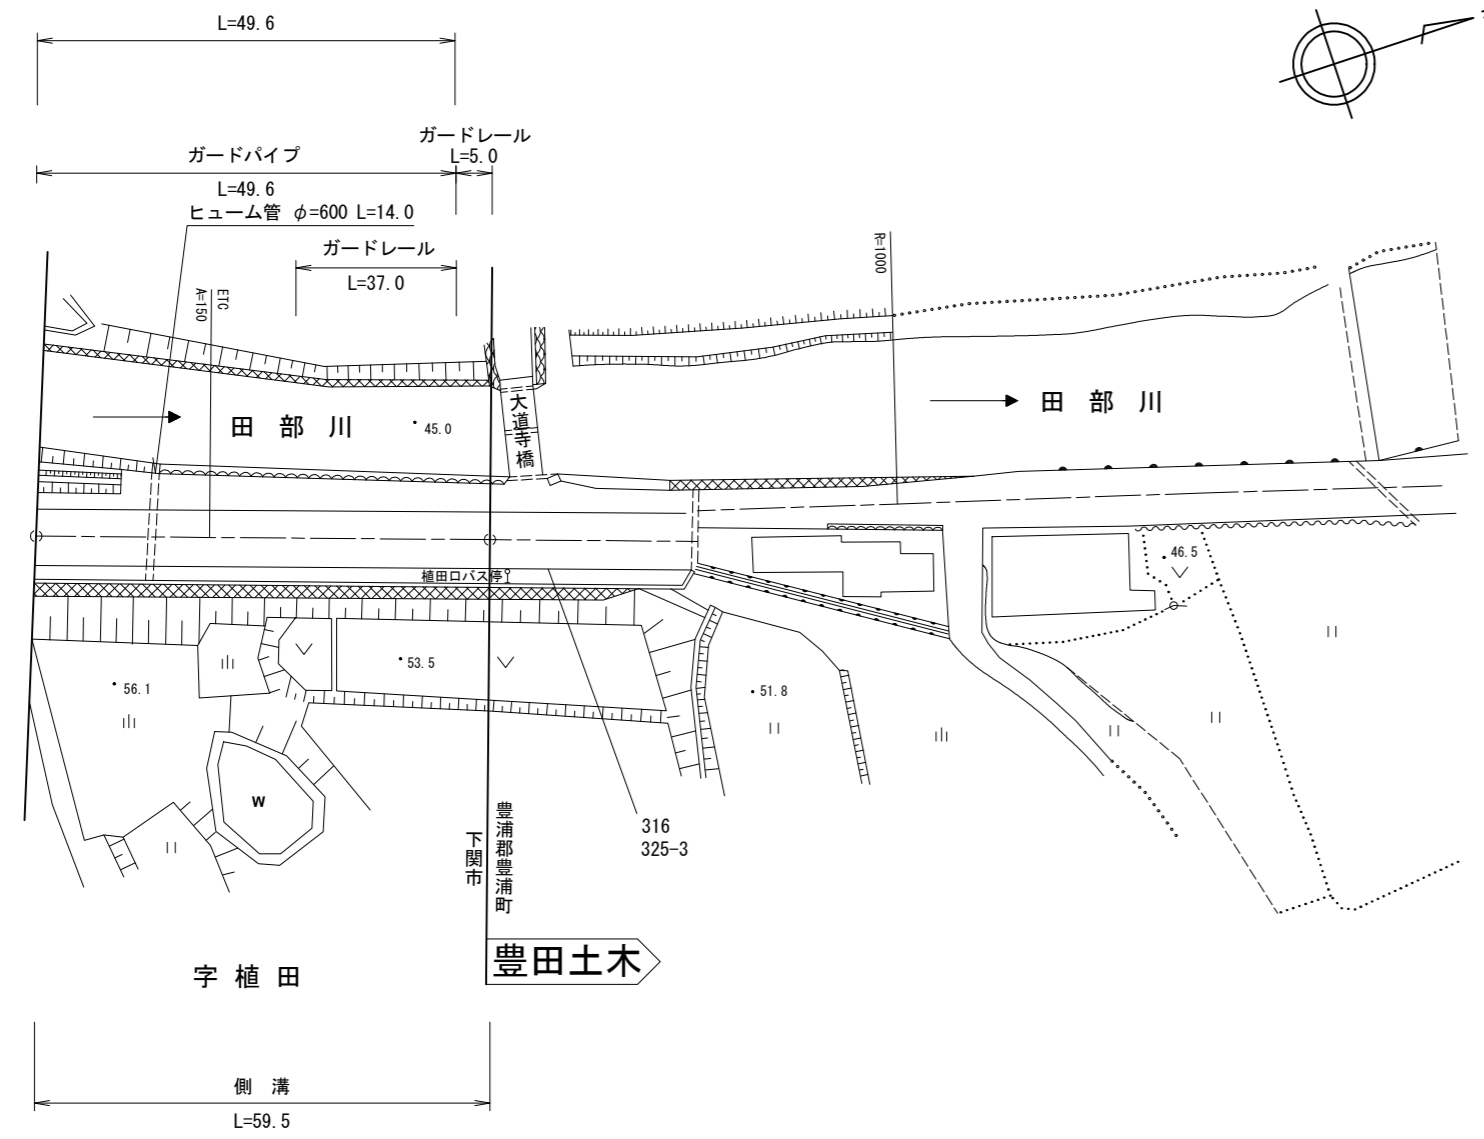 L=49.6
ガードレール
L=5.0
ガードパイプ
L=49.6
ヒューム管 φ=600 L=14.0
ガードレール
L=37.0
R=1000
ETC
A=150
田部川
45.0
大道寺橋
田部川
植田口バス停
46.5
53.5
56.1
51.8
W
316
325-3
下関市
豊浦郡豊浦町
豊田土木
字植田
側溝
L=59.5